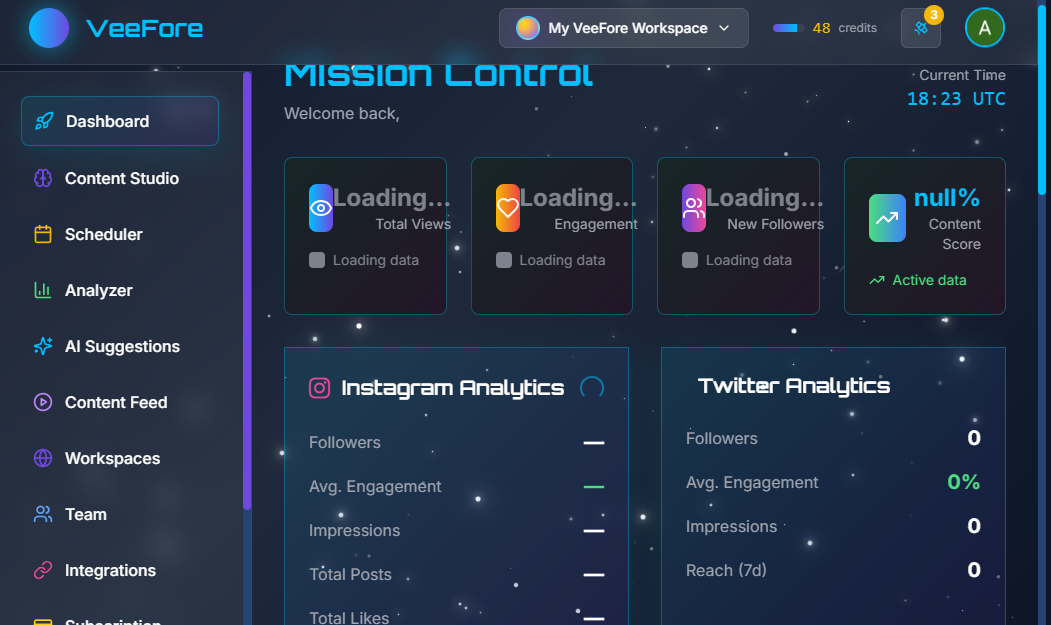 VeeFore
My VeeFore Workspace
48 credits
3
A
Dashboard
Content Studio
Scheduler
Analyzer
AI Suggestions
Content Feed
Workspaces
Team
Integrations
Subscription
Mission Control
Welcome back,
Current Time
18:23 UTC
Loading...
Total Views
Loading data
Loading...
Engagement
Loading data
Loading...
New Followers
Loading data
null%
Content
Score
Active data
Instagram Analytics
Followers —
Avg. Engagement —
Impressions —
Total Posts —
Total Likes —
Twitter Analytics
Followers 0
Avg. Engagement 0%
Impressions 0
Reach (7d) 0